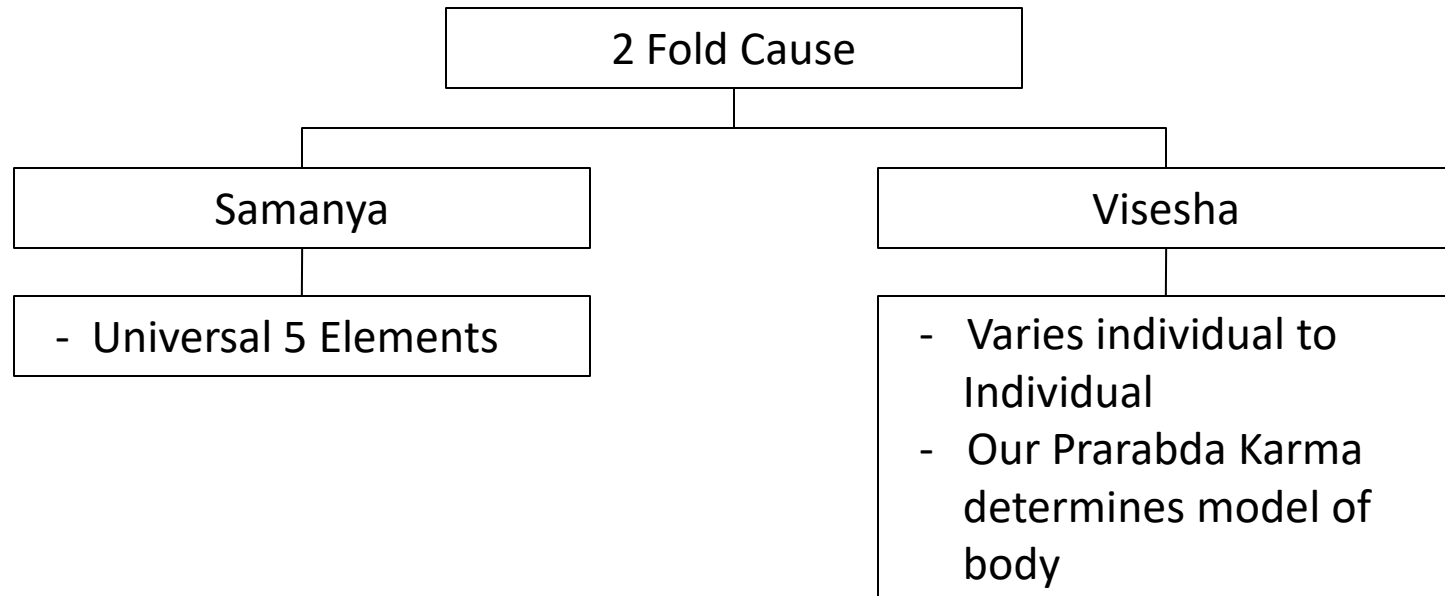 2 Fold Cause
Samanya
Visesha
- Universal 5 Elements
- Varies individual to
Individual
- Our Prarabda Karma
determines model of
body